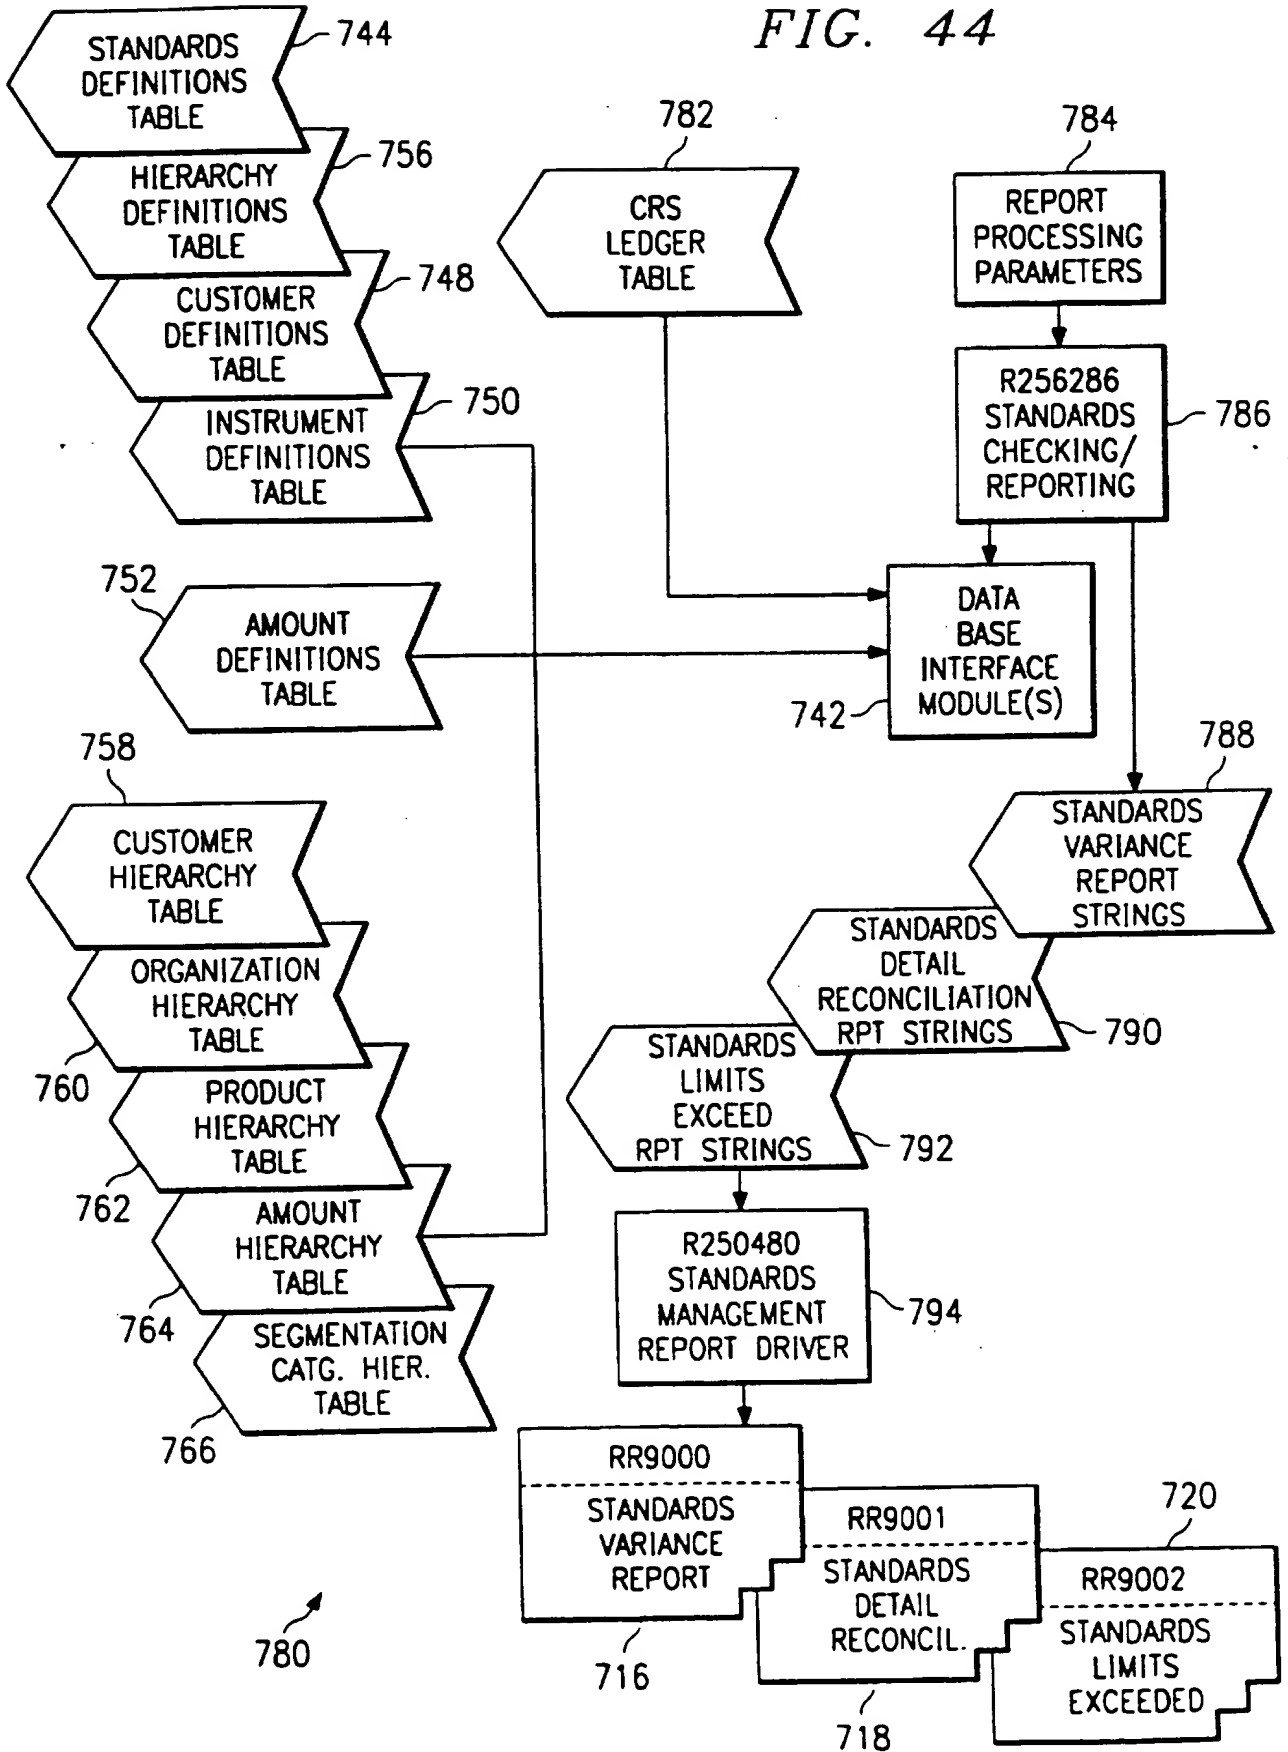 FIG. 44
744
STANDARDS
DEFINITIONS
TABLE
756
HIERARCHY
DEFINITIONS
TABLE
748
CUSTOMER
DEFINITIONS
TABLE
750
INSTRUMENT
DEFINITIONS
TABLE
752
AMOUNT
DEFINITIONS
TABLE
758
CUSTOMER
HIERARCHY
TABLE
ORGANIZATION
HIERARCHY
TABLE
760
PRODUCT
HIERARCHY
TABLE
762
AMOUNT
HIERARCHY
TABLE
764
SEGMENTATION
CATG. HIER.
TABLE
766
782
CRS
LEDGER
TABLE
784
REPORT
PROCESSING
PARAMETERS
R256286
STANDARDS
CHECKING/
REPORTING
786
DATA
BASE
INTERFACE
MODULE(S)
742
788
STANDARDS
VARIANCE
REPORT
STRINGS
STANDARDS
DETAIL
RECONCILIATION
RPT STRINGS
790
STANDARDS
LIMITS
EXCEED
RPT STRINGS
792
R250480
STANDARDS
MANAGEMENT
REPORT DRIVER
794
RR9000
STANDARDS
VARIANCE
REPORT
716
RR9001
STANDARDS
DETAIL
RECONCIL.
718
720
RR9002
STANDARDS
LIMITS
EXCEEDED
780